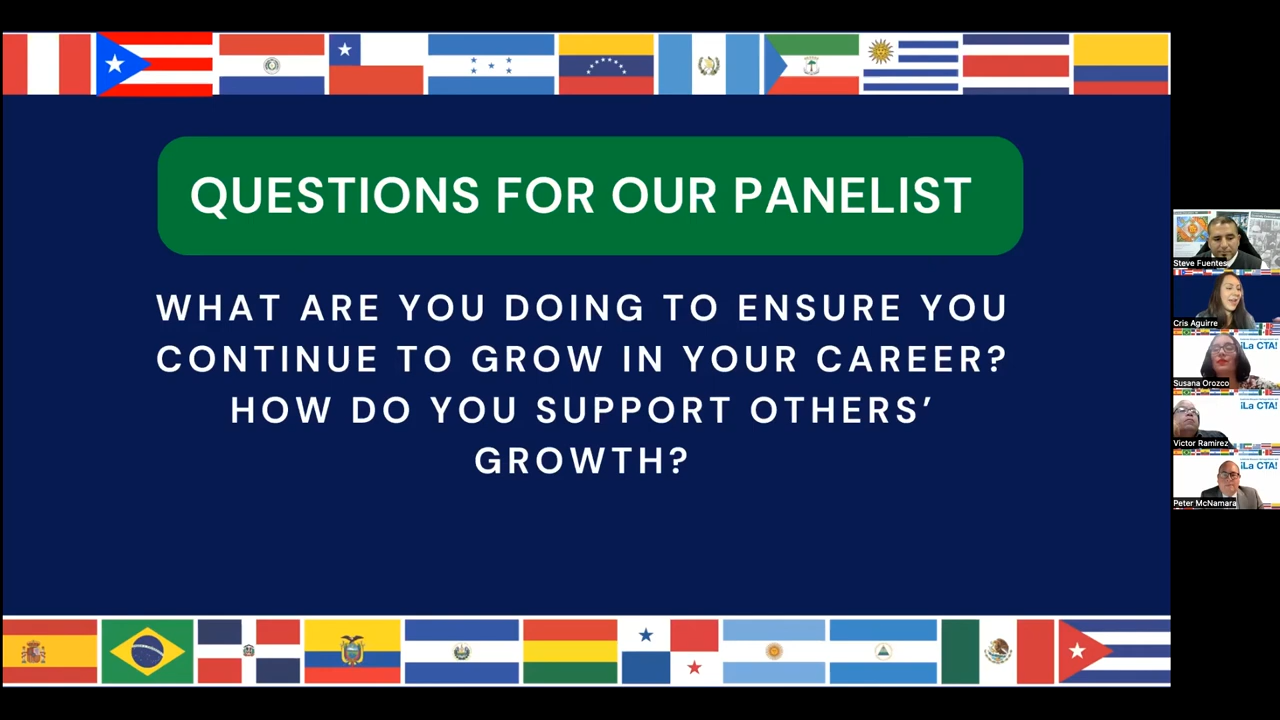 QUESTIONS FOR OUR PANELIST
WHAT ARE YOU DOING TO ENSURE YOU
CONTINUE TO GROW IN YOUR CAREER?
HOW DO YOU SUPPORT OTHERS’
GROWTH?
Steve Fuentes
Cris Aguirre
¡La CTA!
Susana Orozco
¡La CTA!
Victor Ramirez
¡La CTA!
Peter McNamara